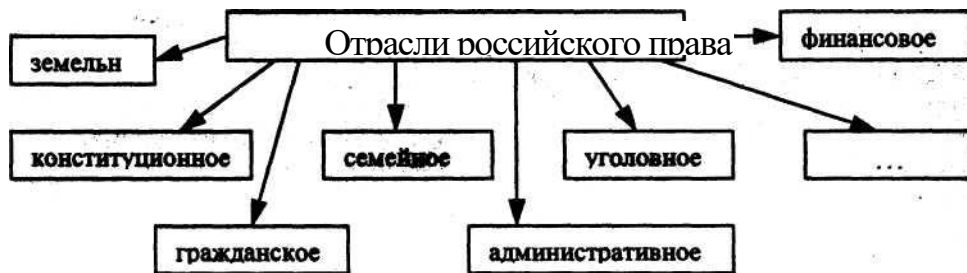 Отрасли российского права
финансовое
земельн
конституционное
семейное
уголовное
...
гражданское
административное